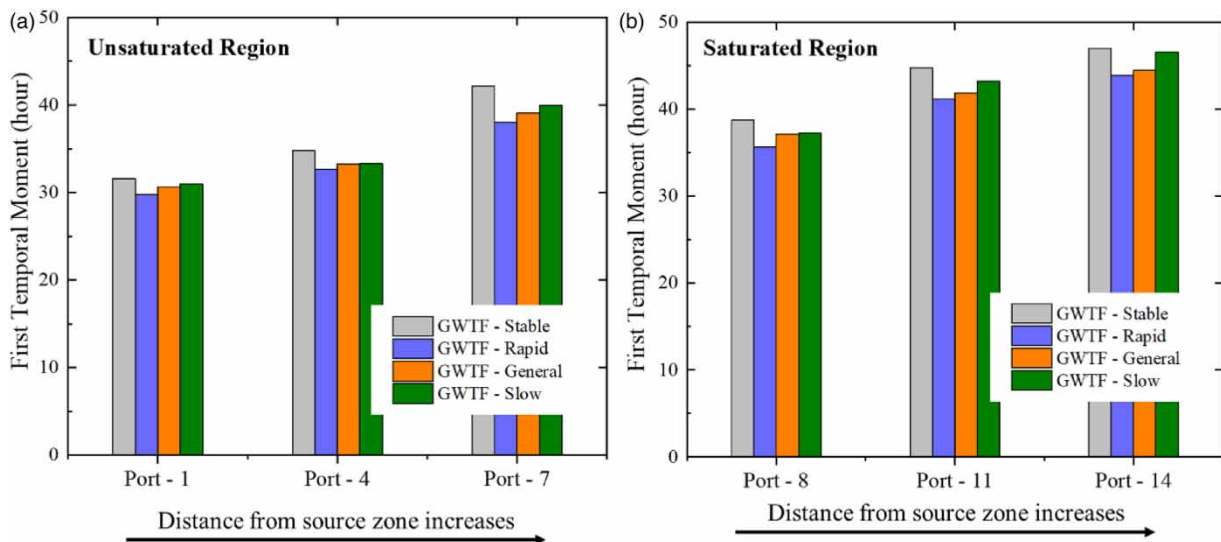 (a)
Unsaturated Region
First Temporal Moment (hour)
50
40
30
20
10
0
GWTF - Stable
GWTF - Rapid
GWTF - General
GWTF - Slow
Port - 1
Port - 4
Port - 7
Distance from source zone increases
(b)
Saturated Region
First Temporal Moment (hour)
50
40
30
20
10
0
GWTF - Stable
GWTF - Rapid
GWTF - General
GWTF - Slow
Port - 8
Port - 11
Port - 14
Distance from source zone increases